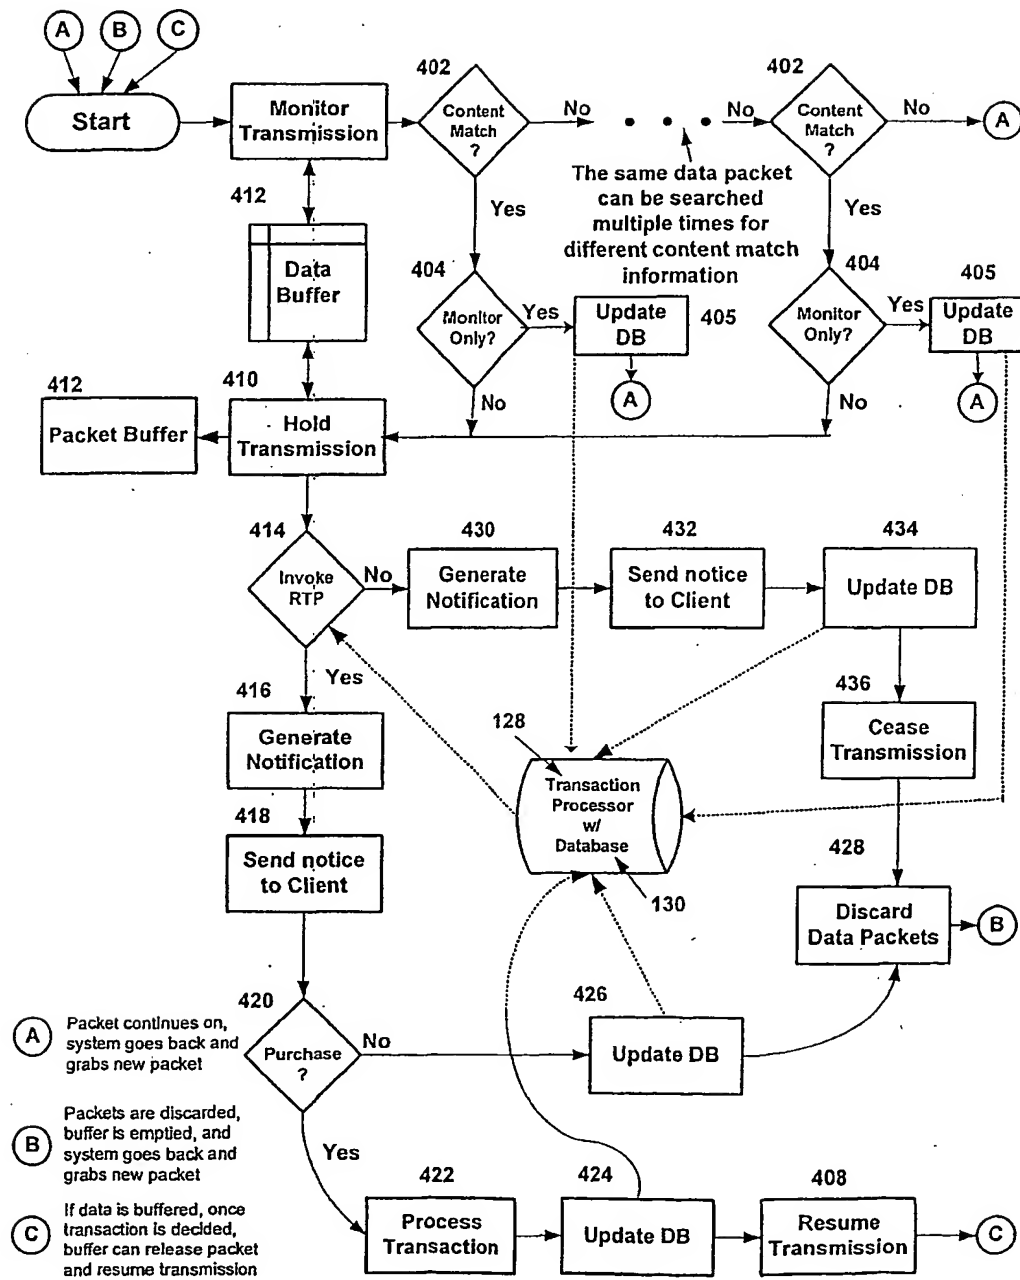 A
B
C
Start
Monitor
Transmission
402
Content
Match
?
No
No
402
Content
Match
?
No
A
The same data packet
can be searched
multiple times for
different content match
information
412
Yes
Yes
Data
Buffer
404
Monitor
Only?
Yes
Update
DB
405
A
No
404
Monitor
Only?
Yes
405
Update
DB
A
No
412
Packet Buffer
410
Hold
Transmission
414
Invoke
RTP
No
430
Generate
Notification
432
Send notice
to Client
434
Update DB
Yes
416
Generate
Notification
436
Cease
Transmission
128
Transaction
Processor
w/
Database
130
418
Send notice
to Client
428
Discard
Data Packets
B
420
Purchase
?
No
426
Update DB
A
Packet continues on,
system goes back and
grabs new packet
B
Packets are discarded,
buffer is emptied, and
system goes back and
grabs new packet
Yes
C
If data is buffered, once
transaction is decided,
buffer can release packet
and resume transmission
422
Process
Transaction
424
Update DB
408
Resume
Transmission
C